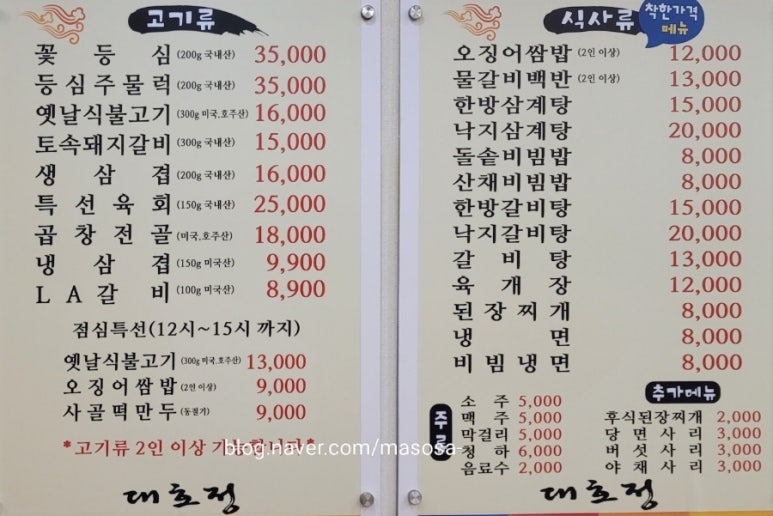 고기류
꽃등심(200g 국내산) 35,000
등심주물럭(200g 국내산) 35,000
옛날식불고기(300g 미국,호주산) 16,000
토속돼지갈비(300g 국내산) 15,000
생삼겹(200g 국내산) 16,000
특선육회(150g 국내산) 25,000
곱창전골(미국,호주산) 18,000
냉삼겹(150g 미국산) 9,900
LA갈비(100g 미국산) 8,900
점심특선(12시~15시 까지)
옛날식불고기(300g 미국,호주산) 13,000
오징어쌈밥(2인 이상) 9,000
사골떡만두(동절기) 9,000
*고기류 2인 이상 가능합니다*
대호정
식사류
착한가격
메뉴
오징어쌈밥(2인 이상) 12,000
물갈비백반(2인 이상) 13,000
한방삼계탕 15,000
낙지삼계탕 20,000
돌솥비빔밥 8,000
산채비빔밥 8,000
한방갈비탕 15,000
낙지갈비탕 20,000
갈비탕 13,000
육개장 12,000
된장찌개 8,000
냉면 8,000
비빔냉면 8,000
주류
소주 5,000
맥주 5,000
막걸리 5,000
청하 6,000
음료수 2,000
추가메뉴
후식된장찌개 2,000
당면사리 3,000
버섯사리 3,000
야채사리 3,000
대호정
blog.naver.com/masosa-